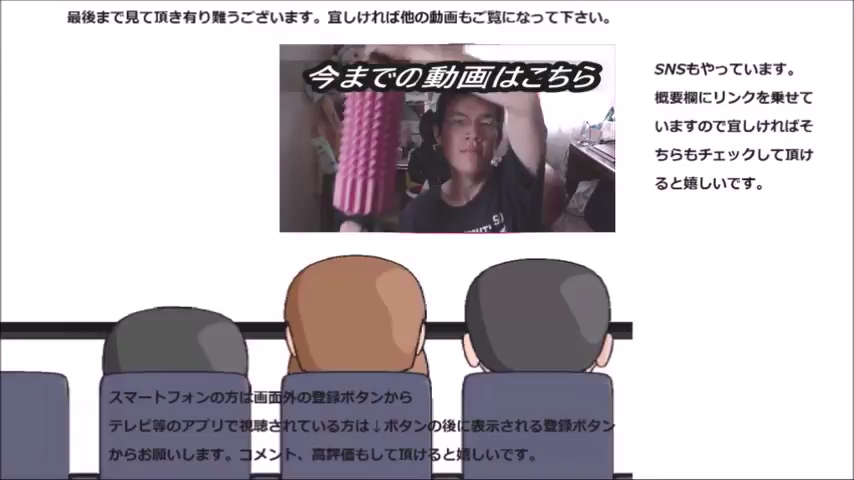 最後まで見て頂き有り難うございます。宜しければ他の動画もご覧になって下さい。
今までの動画はこちら
SNSもやっています。
概要欄にリンクを乗せて
いますので宜しければそ
ちらもチェックして頂け
ると嬉しいです。
スマートフォンの方は画面外の登録ボタンから
テレビ等のアプリで視聴されている方は↓ボタンの後に表示される登録ボタン
からお願いします。コメント、高評価もして頂けると嬉しいです。